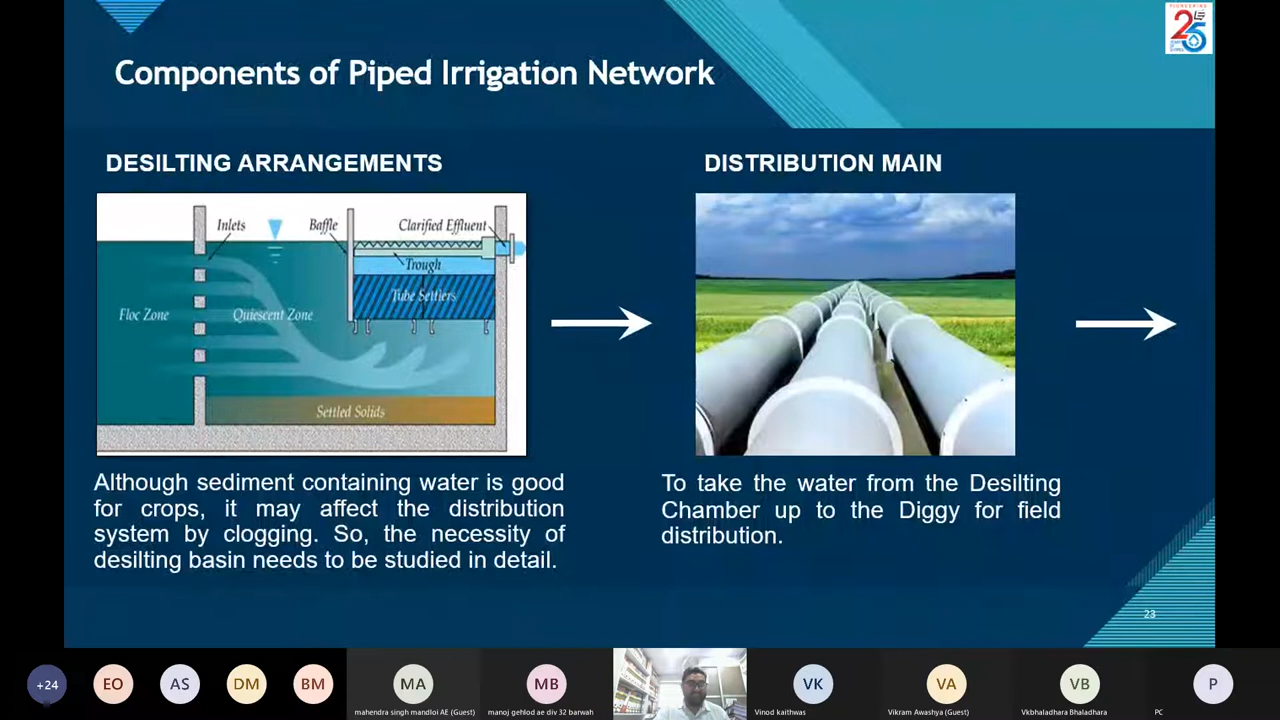 PIONEERING
25
Components of Piped Irrigation Network
DESILTING ARRANGEMENTS
DISTRIBUTION MAIN
Inlets
Baffle
Clarified Effluent
Trough
Tube Settlers
Floc Zone
Quiescent Zone
Settled Solids
Although sediment containing water is good
for crops, it may affect the distribution
system by clogging. So, the necessity of
desilting basin needs to be studied in detail.
To take the water from the Desilting
Chamber up to the Diggy for field
distribution.
23
+24
EO
AS
DM
BM
MA
mahendra singh mandloi AE (Guest)
MB
manoj gehlod ae div 32 barwah
VK
Vinod kaithwas
VA
Vikram Awashya (Guest)
VB
Vkbhaladhara Bhaladhara
P
PC